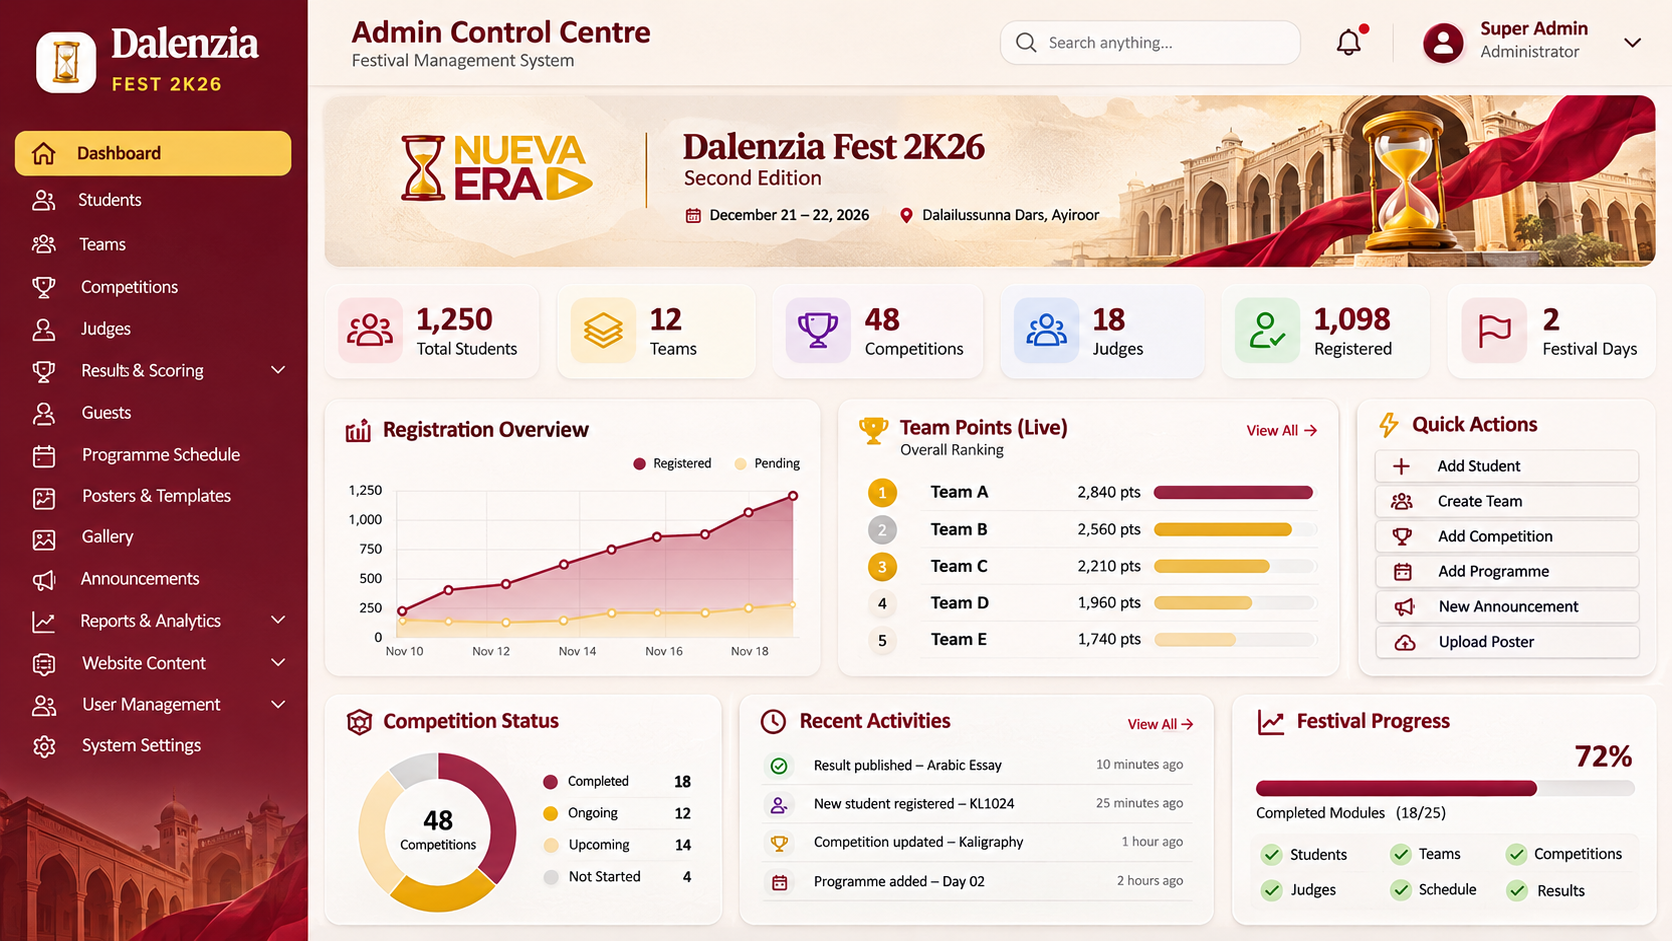 Dalenzia
FEST 2K26
Dashboard
Students
Teams
Competitions
Judges
Results & Scoring
Guests
Programme Schedule
Posters & Templates
Gallery
Announcements
Reports & Analytics
Website Content
User Management
System Settings
Admin Control Centre
Festival Management System
Search anything...
Super Admin
Administrator
NUEVA
ERA
Dalenzia Fest 2K26
Second Edition
December 21 – 22, 2026
Dalailussunna Dars, Ayiroor
1,250
Total Students
12
Teams
48
Competitions
18
Judges
1,098
Registered
2
Festival Days
Registration Overview
Registered
Pending
1,250
1,000
750
500
250
0
Nov 10
Nov 12
Nov 14
Nov 16
Nov 18
Team Points (Live)
Overall Ranking
View All →
1 Team A 2,840 pts
2 Team B 2,560 pts
3 Team C 2,210 pts
4 Team D 1,960 pts
5 Team E 1,740 pts
Quick Actions
Add Student
Create Team
Add Competition
Add Programme
New Announcement
Upload Poster
Competition Status
48
Competitions
Completed 18
Ongoing 12
Upcoming 14
Not Started 4
Recent Activities
View All →
Result published – Arabic Essay 10 minutes ago
New student registered – KL1024 25 minutes ago
Competition updated – Kaligraphy 1 hour ago
Programme added – Day 02 2 hours ago
Festival Progress
72%
Completed Modules (18/25)
Students
Teams
Competitions
Judges
Schedule
Results